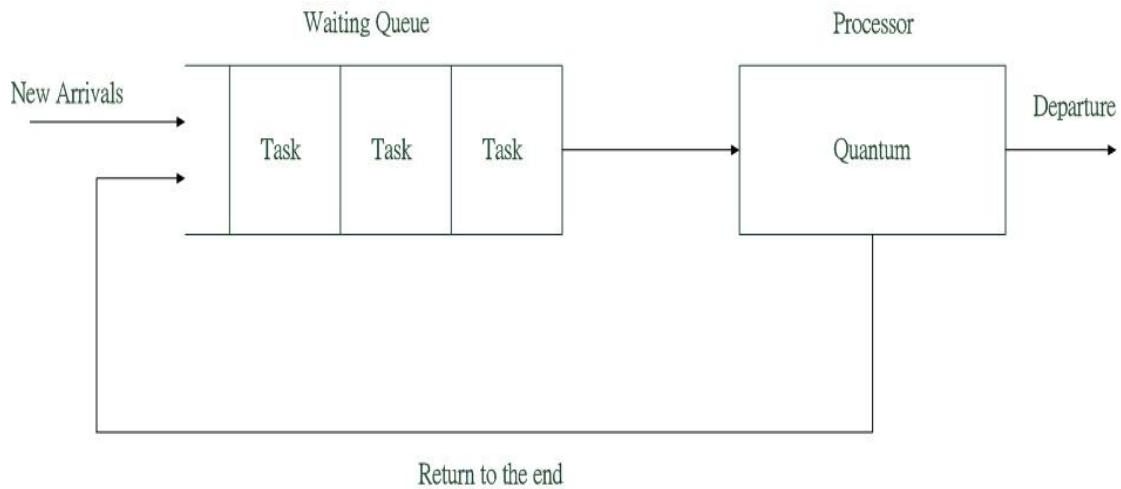 Waiting Queue
Processor
New Arrivals
Departure
Task
Task
Task
Quantum
Return to the end